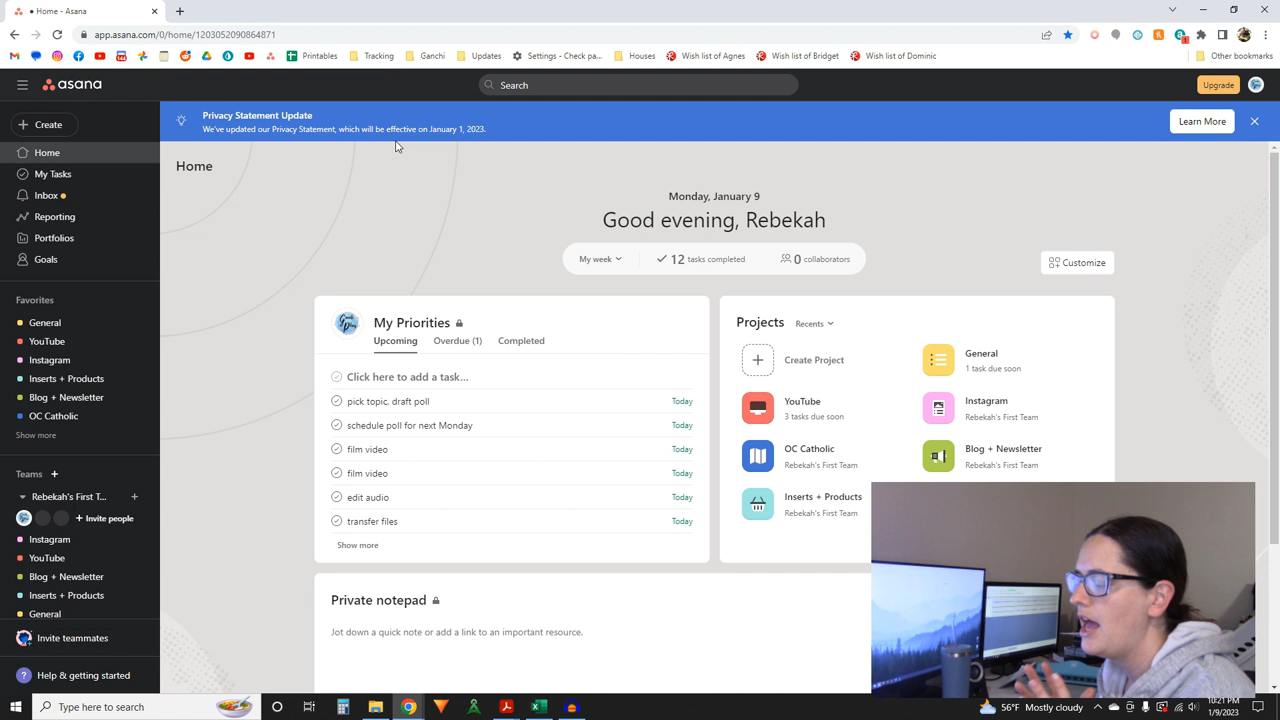 Home - Asana
app.asana.com/0/home/1203052090864871
Printables
Tracking
Ganchi
Updates
Settings - Check pa...
Houses
Wish list of Agnes
Wish list of Bridget
Wish list of Dominic
Other bookmarks
asana
Search
Upgrade
Create
Home
My Tasks
Inbox
Reporting
Portfolios
Goals
Favorites
General
YouTube
Instagram
Inserts + Products
Blog + Newsletter
OC Catholic
Show more
Teams +
Rebekah's First T...
Invite people
Instagram
YouTube
Blog + Newsletter
Inserts + Products
General
Invite teammates
Help & getting started
Privacy Statement Update
We've updated our Privacy Statement, which will be effective on January 1, 2023.
Learn More
Home
Monday, January 9
Good evening, Rebekah
My week
12 tasks completed
0 collaborators
Customize
My Priorities
Upcoming
Overdue (1)
Completed
Click here to add a task...
pick topic, draft poll Today
schedule poll for next Monday Today
film video Today
film video Today
edit audio Today
transfer files Today
Show more
Projects
Recents
Create Project
General
1 task due soon
YouTube
3 tasks due soon
Instagram
Rebekah's First Team
OC Catholic
Rebekah's First Team
Blog + Newsletter
Rebekah's First Team
Inserts + Products
Rebekah's First Team
Private notepad
Jot down a quick note or add a link to an important resource.
Type here to search
56°F Mostly cloudy
10:21 PM
1/9/2023